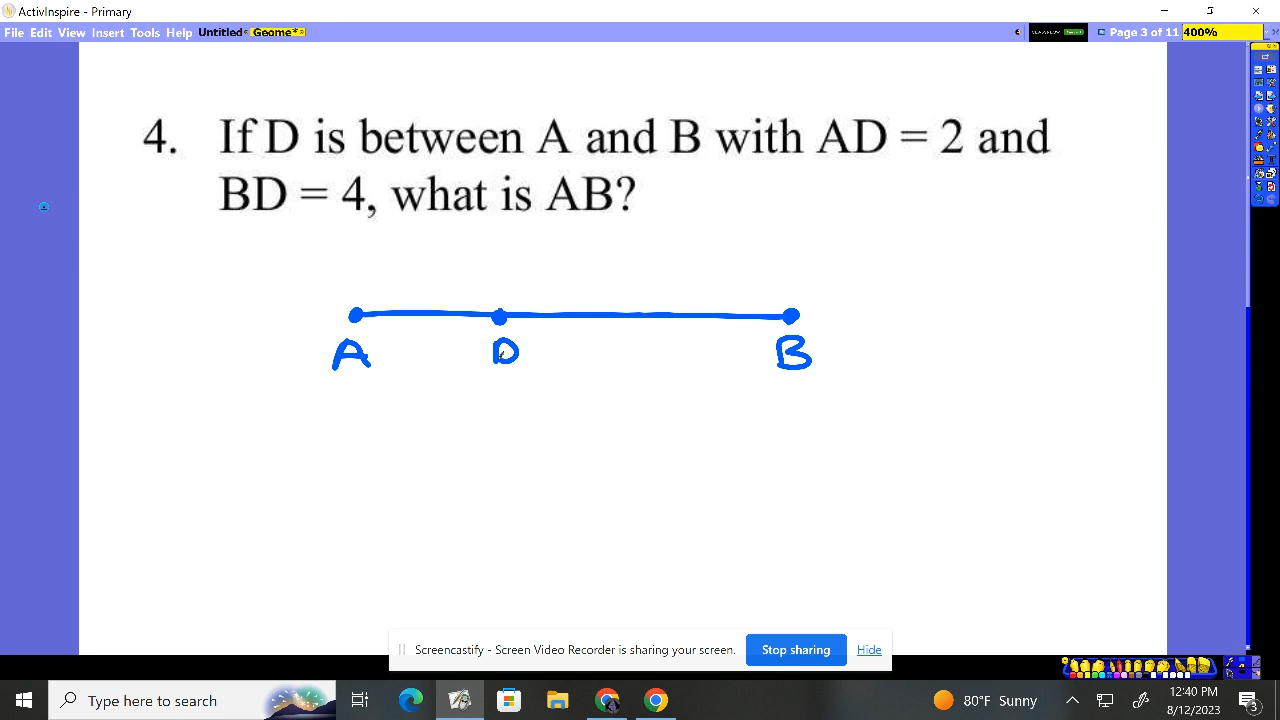 ActivInspire - Primary
File Edit View Insert Tools Help Untitled Geome* Page 3 of 11 400%
4. If D is between A and B with AD = 2 and
BD = 4, what is AB?
A D B
Screencastify - Screen Video Recorder is sharing your screen. Stop sharing Hide
Type here to search 80°F Sunny 12:40 PM
8/12/2023 3